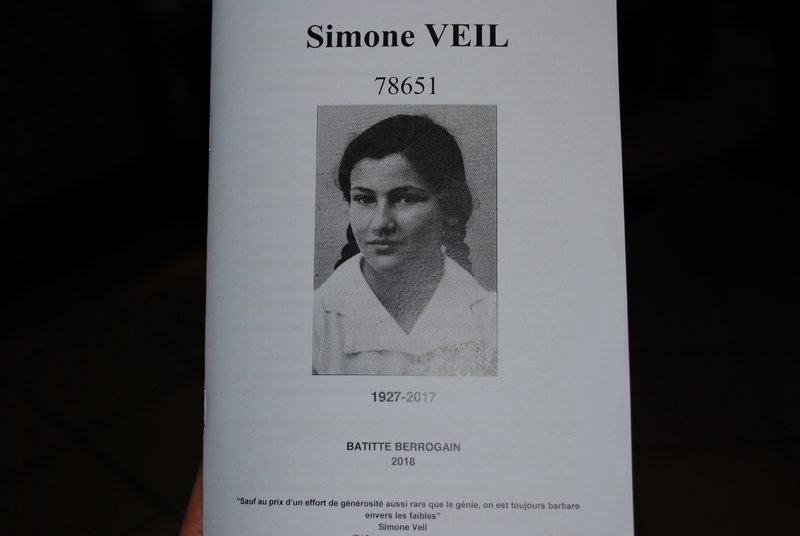 Simone VEIL
78651
1927-2017
BATITTE BERROGAIN
2018
"Sauf au prix d'un effort de générosité aussi rare que le génie, on est toujours barbare
envers les faibles"
Simone Veil